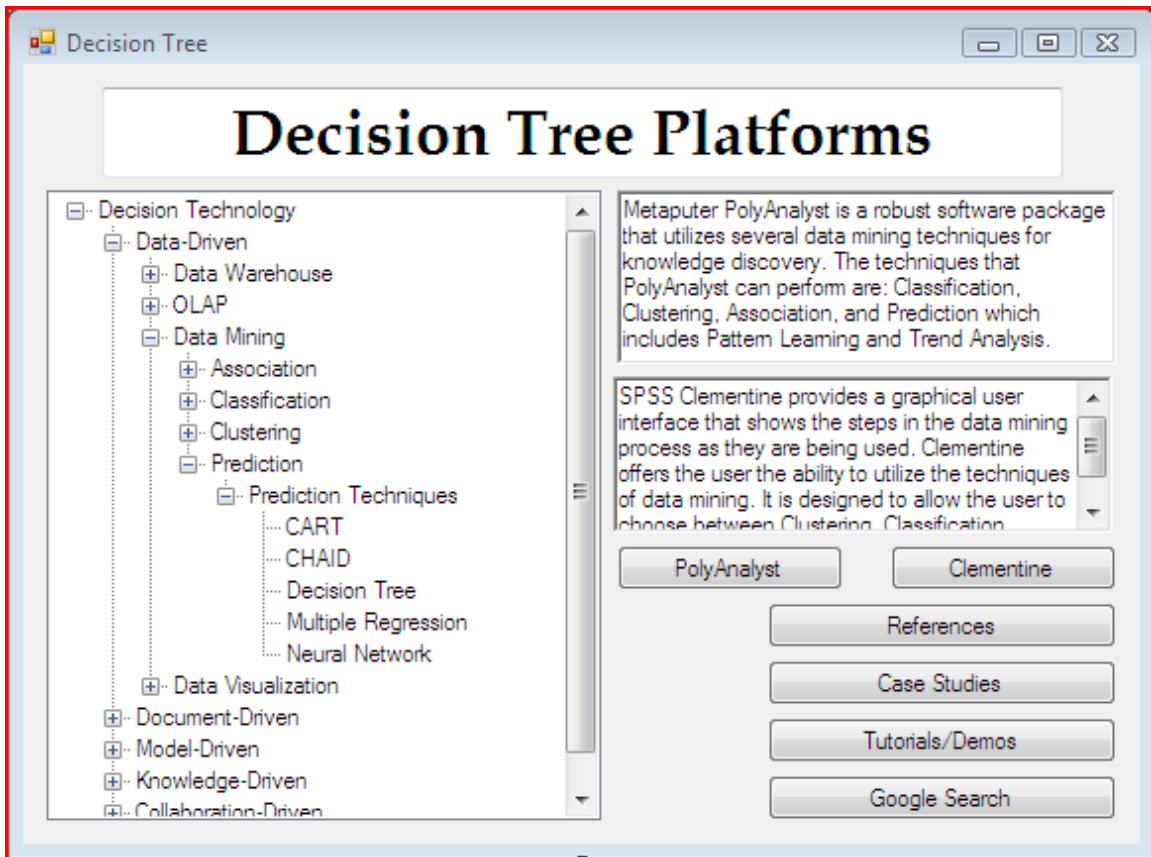 Decision Tree
Decision Tree Platforms
Decision Technology
Data-Driven
Data Warehouse
OLAP
Data Mining
Association
Classification
Clustering
Prediction
Prediction Techniques
CART
CHAID
Decision Tree
Multiple Regression
Neural Network
Data Visualization
Document-Driven
Model-Driven
Knowledge-Driven
Collaboration-Driven
Metaputer PolyAnalyst is a robust software package
that utilizes several data mining techniques for
knowledge discovery. The techniques that
PolyAnalyst can perform are: Classification,
Clustering, Association, and Prediction which
includes Pattern Learning and Trend Analysis.
SPSS Clementine provides a graphical user
interface that shows the steps in the data mining
process as they are being used. Clementine
offers the user the ability to utilize the techniques
of data mining. It is designed to allow the user to
choose between Clustering, Classification,
PolyAnalyst
Clementine
References
Case Studies
Tutorials/Demos
Google Search